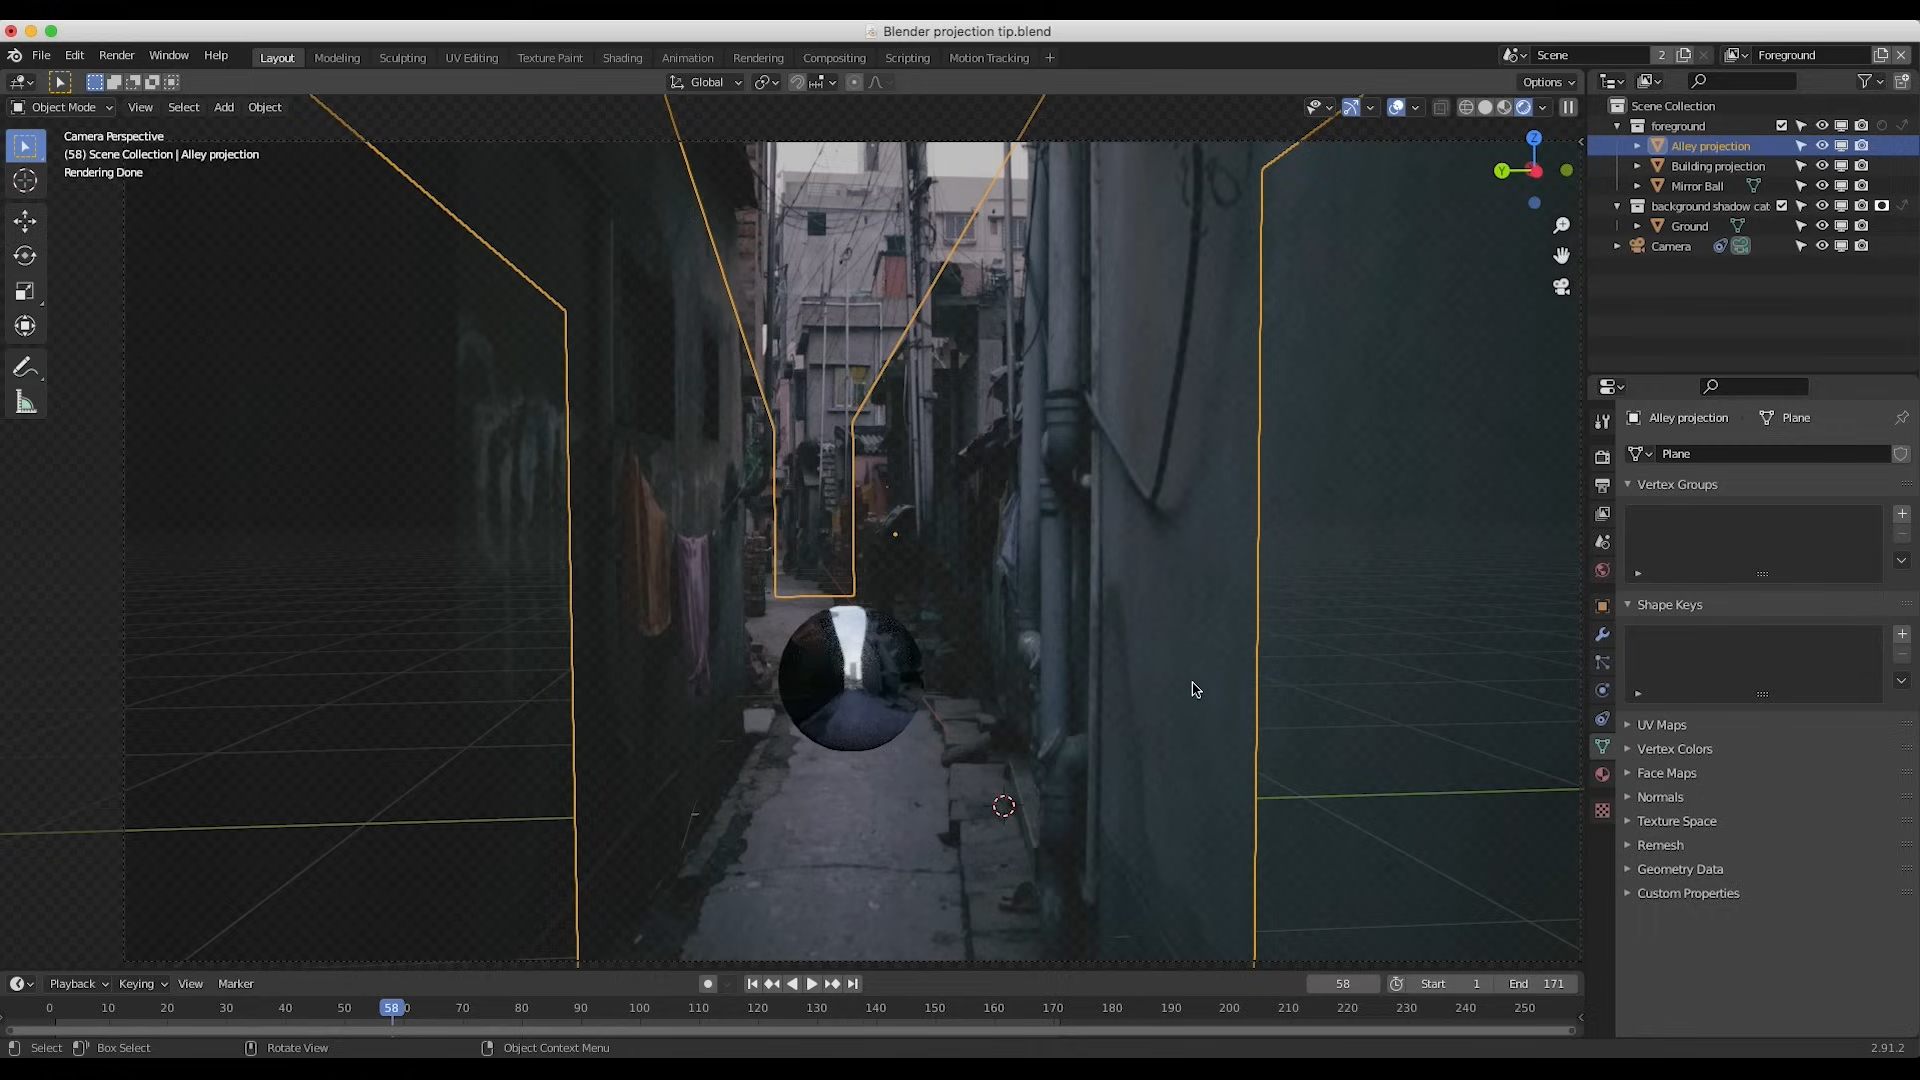 Blender projection tip.blend
File Edit Render Window Help Layout Modeling Sculpting UV Editing Texture Paint Shading Animation Rendering Compositing Scripting Motion Tracking + Scene 2 Foreground
Global Options
Object Mode View Select Add Object
Camera Perspective
(58) Scene Collection | Alley projection
Rendering Done
Z
Y
Scene Collection
foreground
Alley projection
Building projection
Mirror Ball
background shadow cat
Ground
Camera
Alley projection Plane
Plane
Vertex Groups
Shape Keys
UV Maps
Vertex Colors
Face Maps
Normals
Texture Space
Remesh
Geometry Data
Custom Properties
Playback Keying View Marker 58 Start 1 End 171
0 10 20 30 40 50 58 0 70 80 90 100 110 120 130 140 150 160 170 180 190 200 210 220 230 240 250
Select Box Select Rotate View Object Context Menu 2.91.2